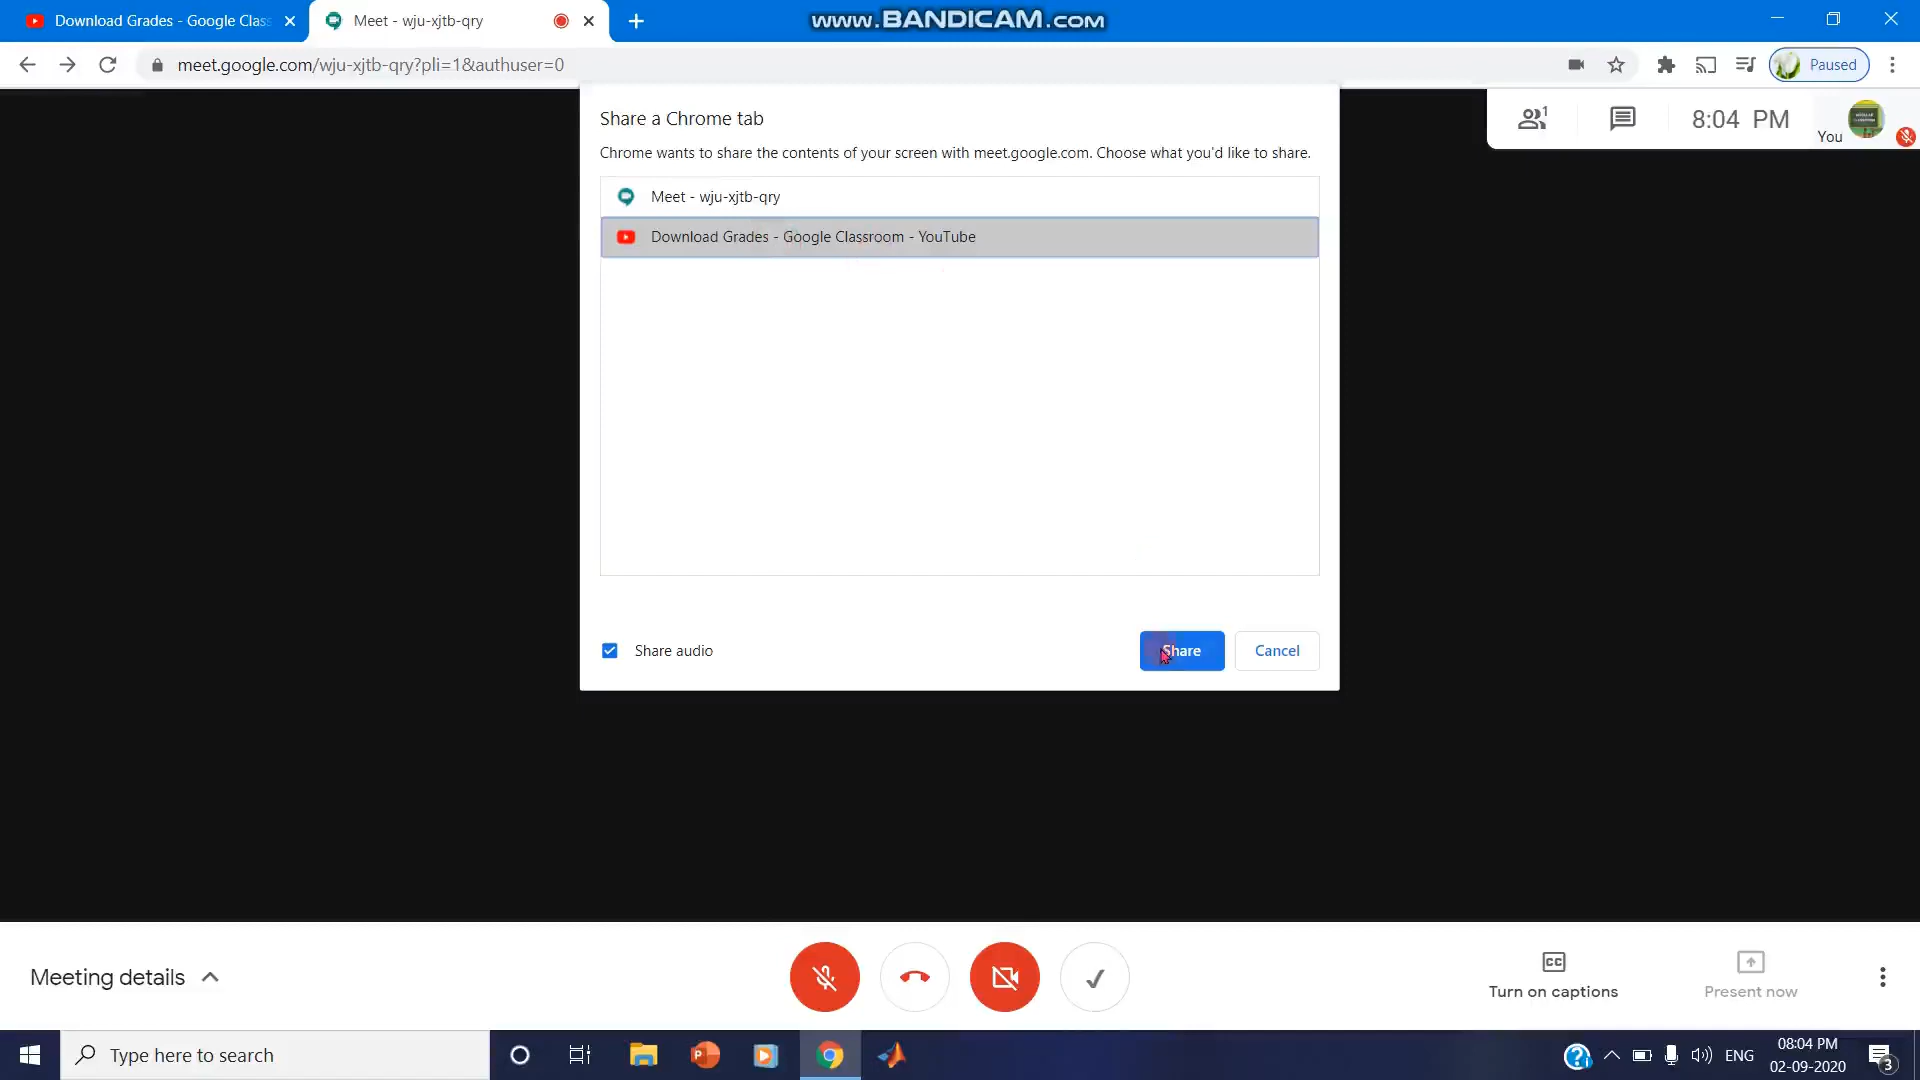 Download Grades - Google Clas
Meet - wju-xjtb-qry
www.BANDICAM.com
meet.google.com/wju-xjtb-qry?pli=1&authuser=0
Paused
Share a Chrome tab
Chrome wants to share the contents of your screen with meet.google.com. Choose what you'd like to share.
Meet - wju-xjtb-qry
Download Grades - Google Classroom - YouTube
Share audio
Share
Cancel
1
8:04 PM
You
Meeting details
CC
Turn on captions
Present now
Type here to search
ENG
08:04 PM
02-09-2020
3